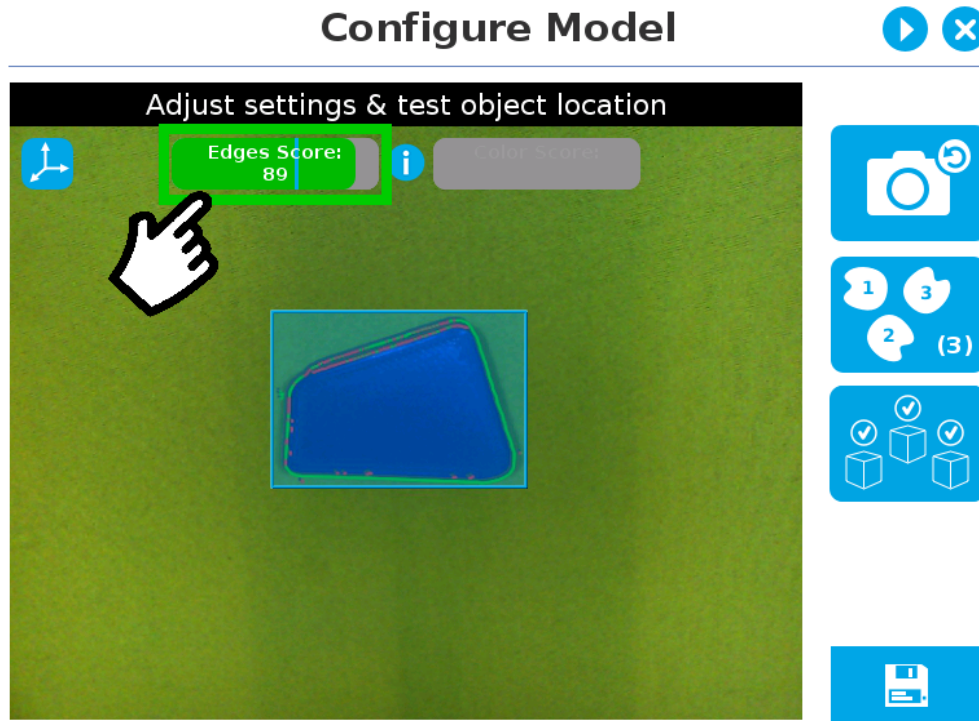 Configure Model
Adjust settings & test object location
Edges Score:
89
i
Color Score:
1
3
2
(3)